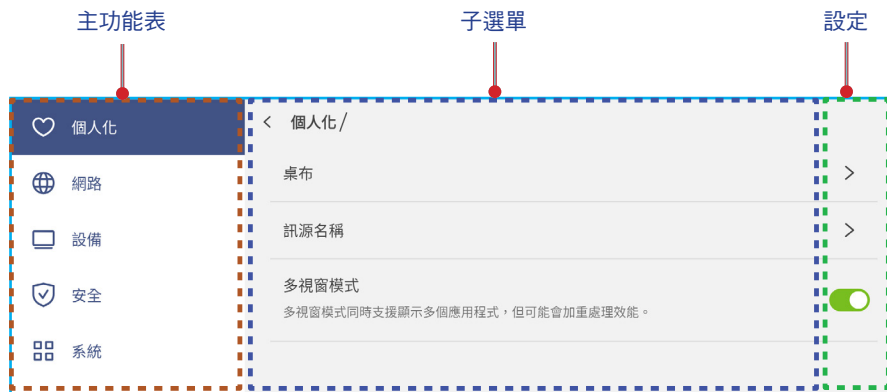 主功能表
子選單
設定
個人化
網路
設備
安全
系統
個人化/
桌布
訊源名稱
多視窗模式
多視窗模式同時支援顯示多個應用程式，但可能會加重處理效能。